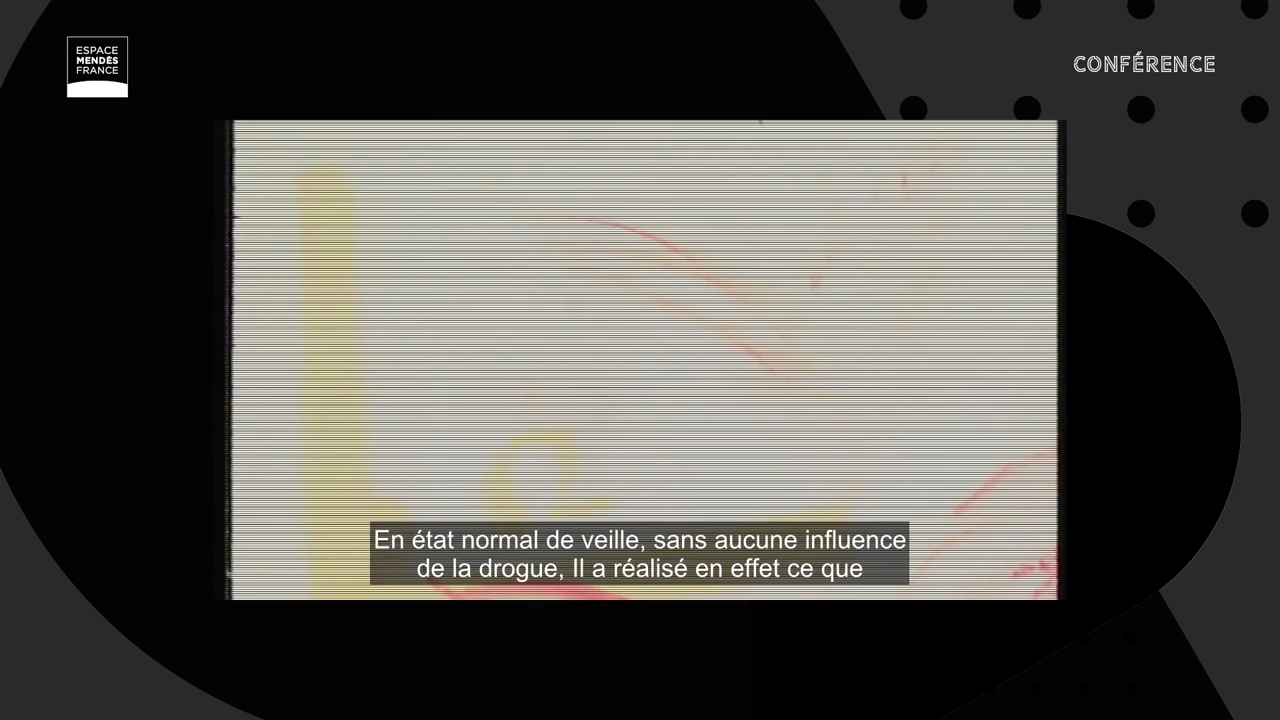 ESPACE
MENDÈS
FRANCE
CONFÉRENCE
En état normal de veille, sans aucune influence
de la drogue, Il a réalisé en effet ce que